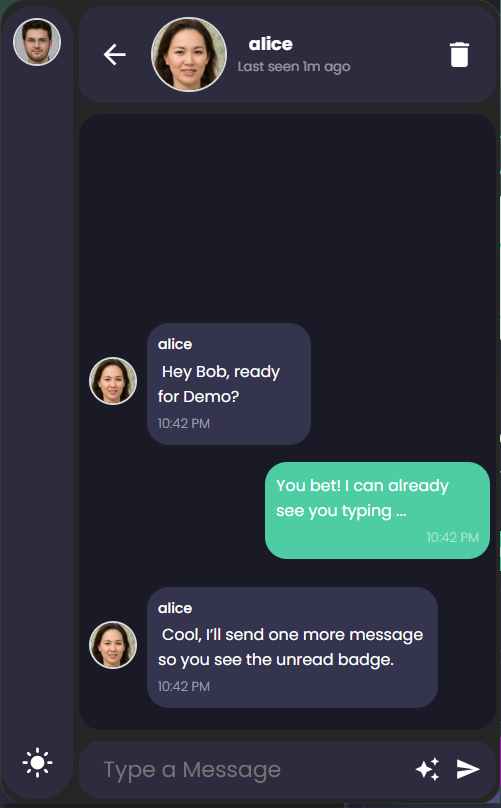 alice
Last seen 1m ago
alice
Hey Bob, ready
for Demo?
10:42 PM
You bet! I can already
see you typing ...
10:42 PM
alice
Cool, I’ll send one more message
so you see the unread badge.
10:42 PM
Type a Message